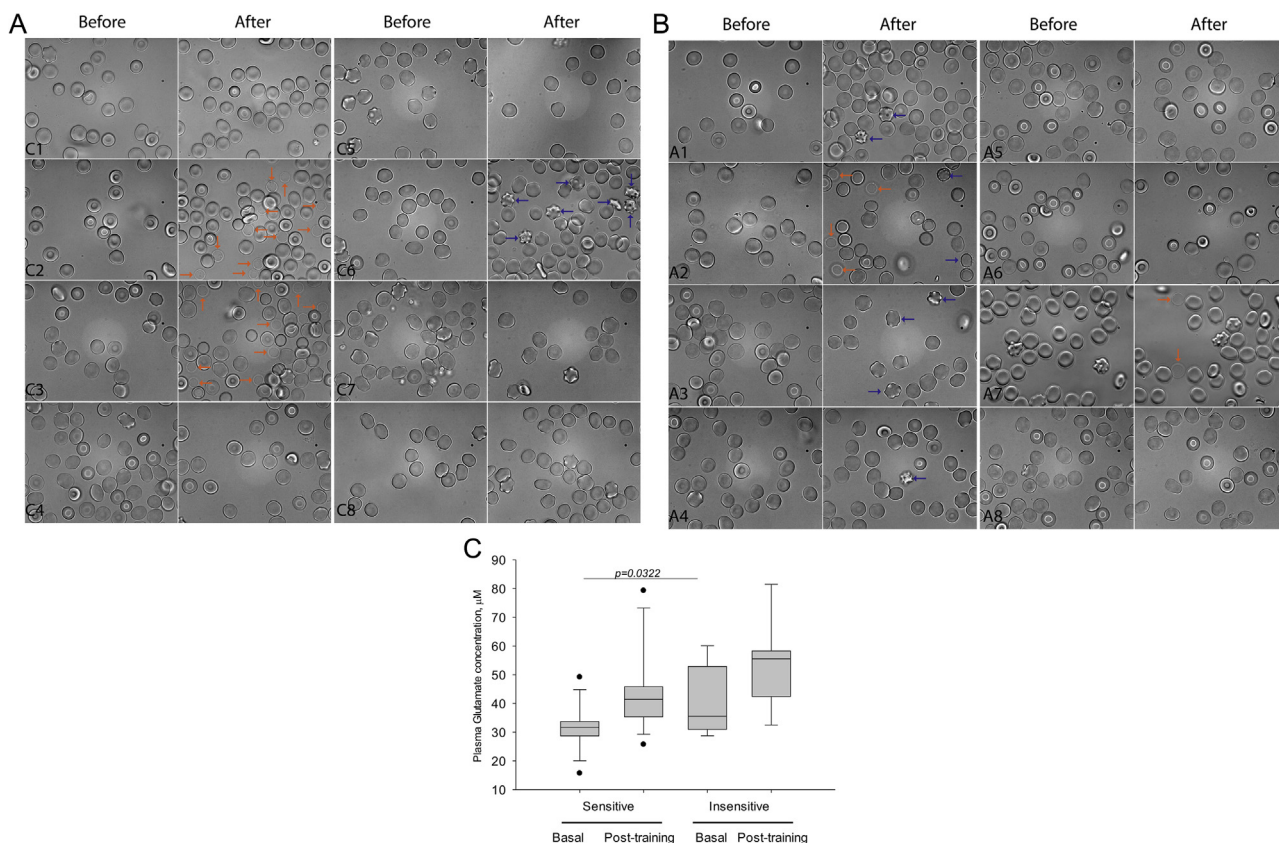 A
Before After Before After
C1 C5
C2 C6
C3 C7
C4 C8
B
Before After Before After
A1 A5
A2 A6
A3 A7
A4 A8
C
Plasma Glutamate concentration, μM
90
80
70
60
50
40
30
20
10
p=0.0322
Sensitive Insensitive
Basal Post-training Basal Post-training